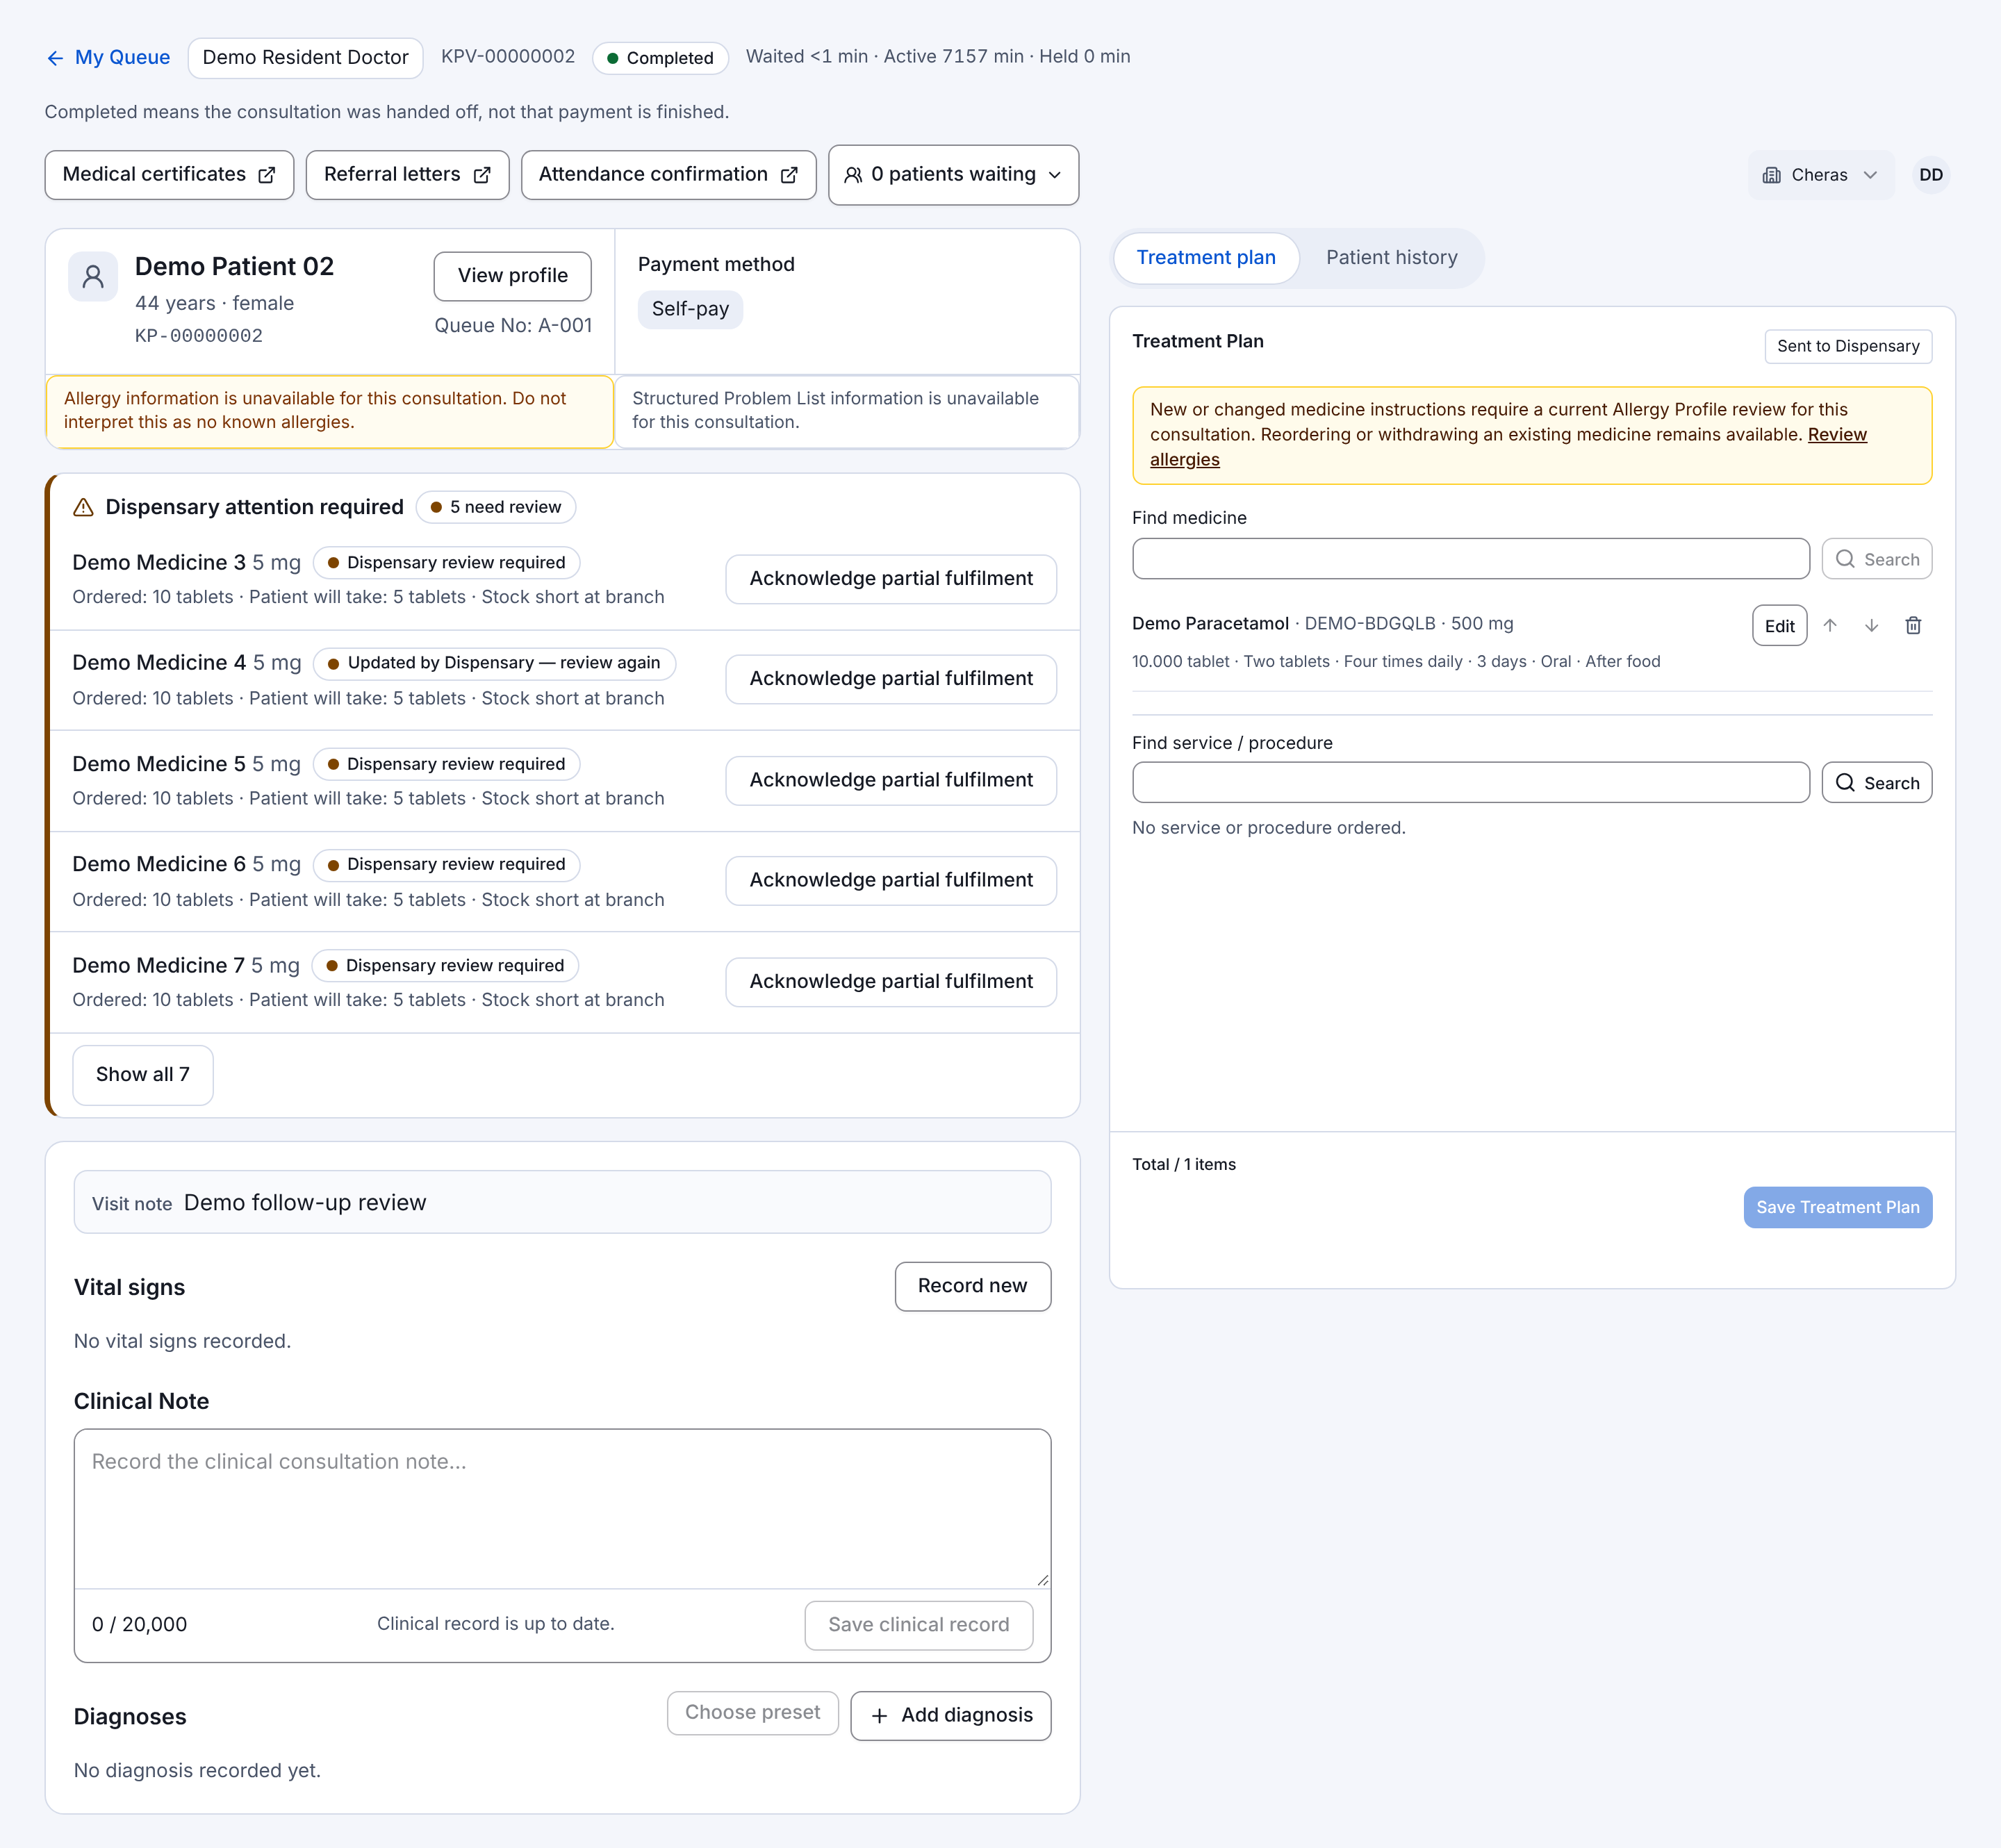 My Queue
Demo Resident Doctor
KPV-00000002
Completed
Waited <1 min · Active 7157 min · Held 0 min
Completed means the consultation was handed off, not that payment is finished.
Medical certificates
Referral letters
Attendance confirmation
0 patients waiting
Cheras
DD
Demo Patient 02
44 years · female
KP-00000002
View profile
Queue No: A-001
Payment method
Self-pay
Allergy information is unavailable for this consultation. Do not
interpret this as no known allergies.
Structured Problem List information is unavailable
for this consultation.
Dispensary attention required
5 need review
Demo Medicine 3 5 mg
Dispensary review required
Ordered: 10 tablets · Patient will take: 5 tablets · Stock short at branch
Acknowledge partial fulfilment
Demo Medicine 4 5 mg
Updated by Dispensary — review again
Ordered: 10 tablets · Patient will take: 5 tablets · Stock short at branch
Acknowledge partial fulfilment
Demo Medicine 5 5 mg
Dispensary review required
Ordered: 10 tablets · Patient will take: 5 tablets · Stock short at branch
Acknowledge partial fulfilment
Demo Medicine 6 5 mg
Dispensary review required
Ordered: 10 tablets · Patient will take: 5 tablets · Stock short at branch
Acknowledge partial fulfilment
Demo Medicine 7 5 mg
Dispensary review required
Ordered: 10 tablets · Patient will take: 5 tablets · Stock short at branch
Acknowledge partial fulfilment
Show all 7
Visit note Demo follow-up review
Vital signs
Record new
No vital signs recorded.
Clinical Note
Record the clinical consultation note...
0 / 20,000
Clinical record is up to date.
Save clinical record
Diagnoses
Choose preset
Add diagnosis
No diagnosis recorded yet.
Treatment plan
Patient history
Treatment Plan
Sent to Dispensary
New or changed medicine instructions require a current Allergy Profile review for this
consultation. Reordering or withdrawing an existing medicine remains available. Review
allergies
Find medicine
Search
Demo Paracetamol · DEMO-BDGQLB · 500 mg
Edit
10.000 tablet · Two tablets · Four times daily · 3 days · Oral · After food
Find service / procedure
Search
No service or procedure ordered.
Total / 1 items
Save Treatment Plan